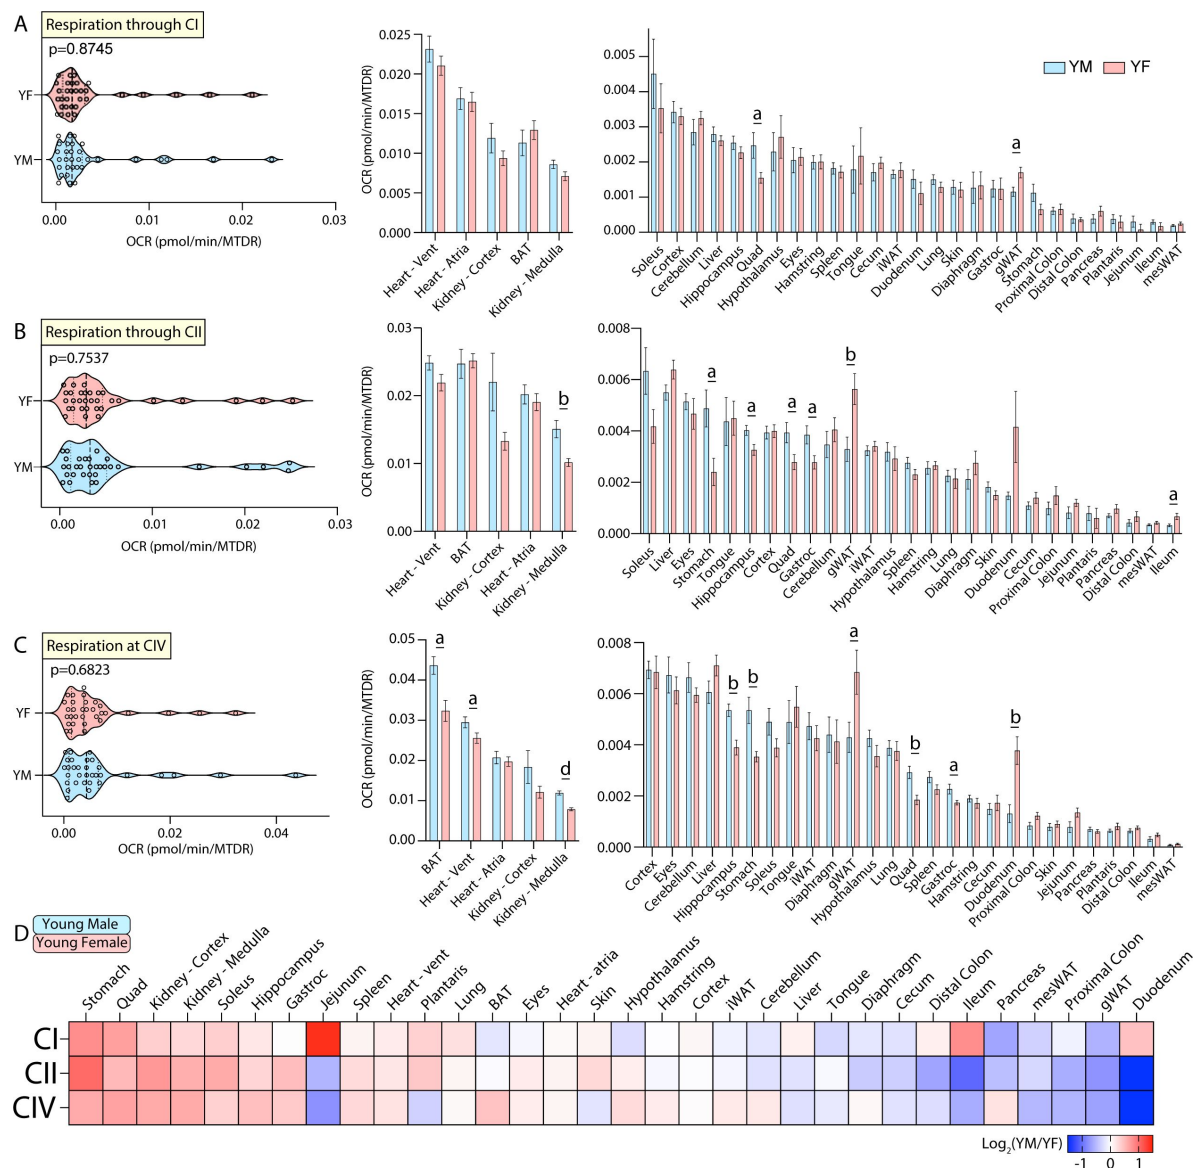 A
Respiration through CI
p=0.8745
YF
YM
0.00 0.01 0.02 0.03
OCR (pmol/min/MTDR)
OCR (pmol/min/MTDR)
0.025
0.020
0.015
0.010
0.005
0.000
Heart - Vent
Heart - Atria
Kidney - Cortex
BAT
Kidney - Medulla
0.005
0.004
0.003
0.002
0.001
0.000
a
a
YM YF
Soleus
Cortex
Cerebellum
Liver
Hippocampus
Quad
Hypothalamus
Eyes
Hamstring
Spleen
Tongue
Cecum
iWAT
Duodenum
Lung
Skin
Diaphragm
Gastroc
gWAT
Stomach
Proximal Colon
Distal Colon
Pancreas
Plantaris
Jejunum
Ileum
mesWAT
B
Respiration through CII
p=0.7537
YF
YM
0.00 0.01 0.02 0.03
OCR (pmol/min/MTDR)
OCR (pmol/min/MTDR)
0.03
0.02
0.01
0.00
b
Heart - Vent
BAT
Kidney - Cortex
Heart - Atria
Kidney - Medulla
0.008
0.006
0.004
0.002
0.000
a
a
a
a
b
a
Soleus
Liver
Eyes
Stomach
Tongue
Hippocampus
Cortex
Quad
Gastroc
Cerebellum
gWAT
iWAT
Hypothalamus
Spleen
Hamstring
Lung
Diaphragm
Skin
Duodenum
Cecum
Proximal Colon
Jejunum
Plantaris
Pancreas
Distal Colon
mesWAT
Ileum
C
Respiration at CIV
p=0.6823
YF
YM
0.00 0.02 0.04
OCR (pmol/min/MTDR)
OCR (pmol/min/MTDR)
0.05
0.04
0.03
0.02
0.01
0.00
a
a
d
BAT
Heart - Vent
Heart - Atria
Kidney - Cortex
Kidney - Medulla
0.008
0.006
0.004
0.002
0.000
b
b
a
b
a
b
Cortex
Eyes
Cerebellum
Liver
Hippocampus
Stomach
Soleus
Tongue
iWAT
Diaphragm
gWAT
Hypothalamus
Lung
Quad
Spleen
Gastroc
Hamstring
Cecum
Duodenum
Proximal Colon
Skin
Jejunum
Pancreas
Plantaris
Distal Colon
Ileum
mesWAT
D
Young Male
Young Female
Stomach
Quad
Kidney - Cortex
Kidney - Medulla
Soleus
Hippocampus
Gastroc
Jejunum
Spleen
Heart - vent
Plantaris
Lung
BAT
Eyes
Heart - atria
Skin
Hypothalamus
Hamstring
Cortex
iWAT
Cerebellum
Liver
Tongue
Diaphragm
Cecum
Distal Colon
Ileum
Pancreas
mesWAT
Proximal Colon
gWAT
Duodenum
CI
CII
CIV
Log2(YM/YF)
-1 0 1